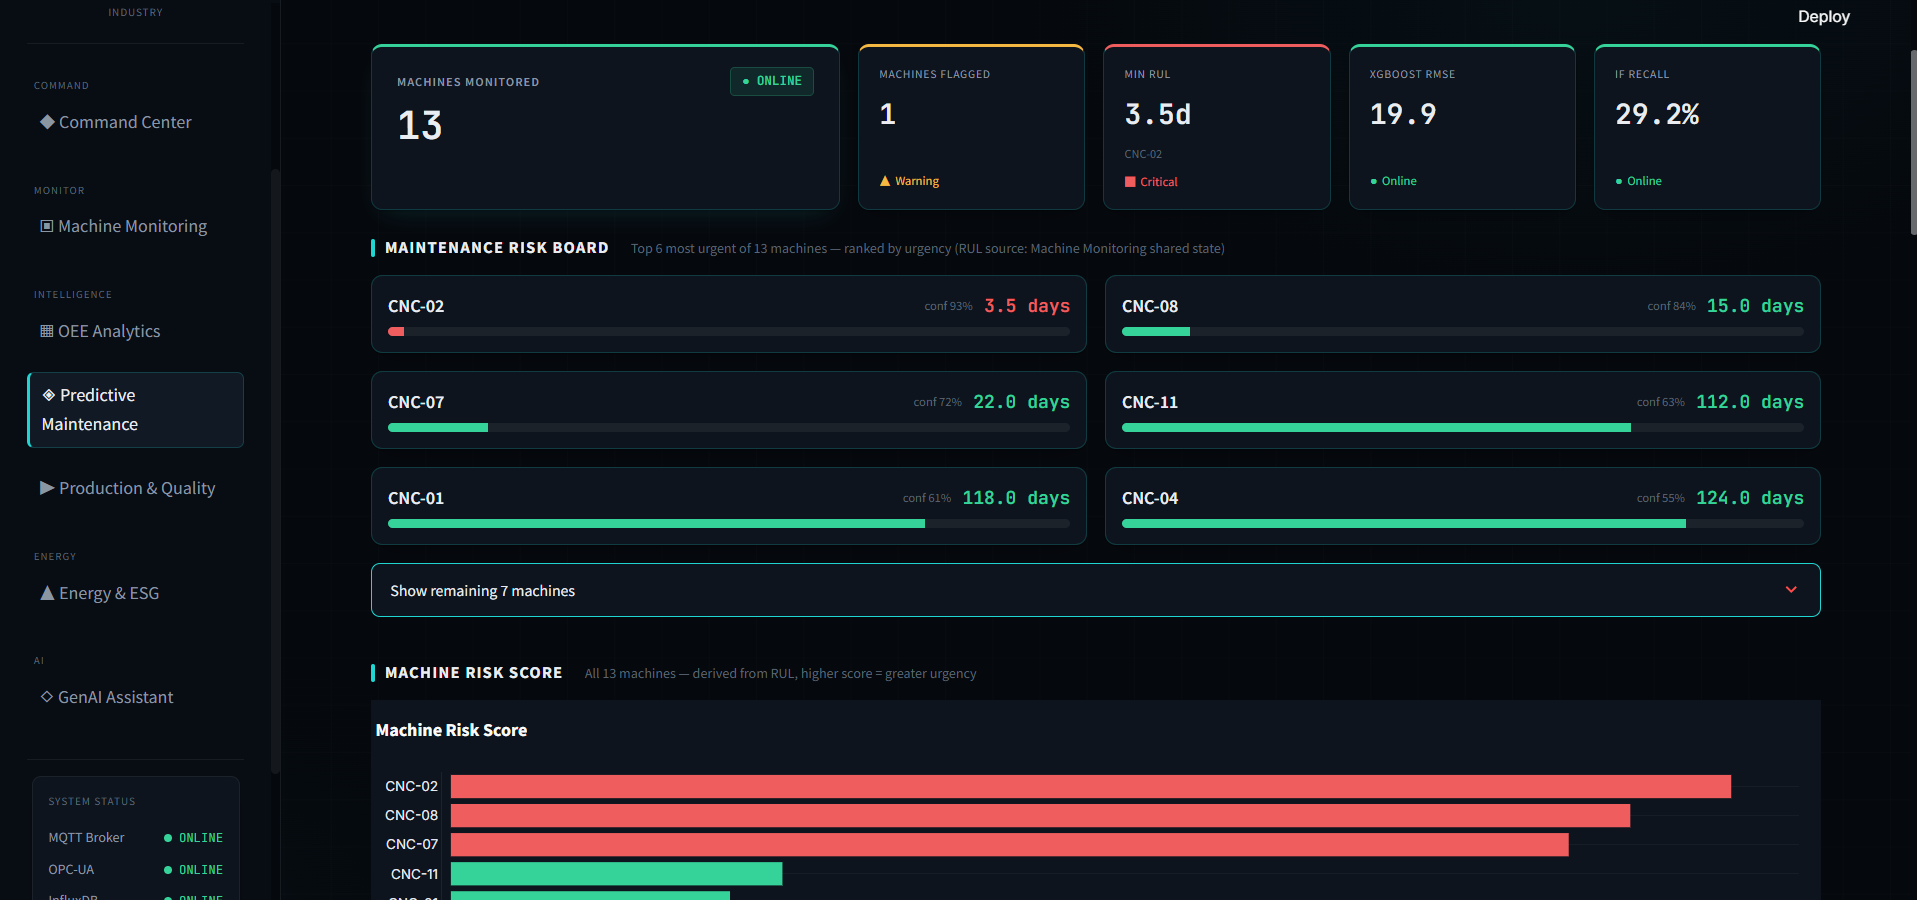 INDUSTRY
COMMAND
Command Center
MONITOR
Machine Monitoring
INTELLIGENCE
OEE Analytics
Predictive
Maintenance
Production & Quality
ENERGY
Energy & ESG
AI
GenAI Assistant
SYSTEM STATUS
MQTT Broker ONLINE
OPC-UA ONLINE
InfluxDB ONLINE
Deploy
MACHINES MONITORED
ONLINE
13
MACHINES FLAGGED
1
Warning
MIN RUL
3.5d
CNC-02
Critical
XGBOOST RMSE
19.9
Online
IF RECALL
29.2%
Online
MAINTENANCE RISK BOARD Top 6 most urgent of 13 machines — ranked by urgency (RUL source: Machine Monitoring shared state)
CNC-02 conf 93% 3.5 days
CNC-08 conf 84% 15.0 days
CNC-07 conf 72% 22.0 days
CNC-11 conf 63% 112.0 days
CNC-01 conf 61% 118.0 days
CNC-04 conf 55% 124.0 days
Show remaining 7 machines
MACHINE RISK SCORE All 13 machines — derived from RUL, higher score = greater urgency
Machine Risk Score
CNC-02
CNC-08
CNC-07
CNC-11
CNC-01